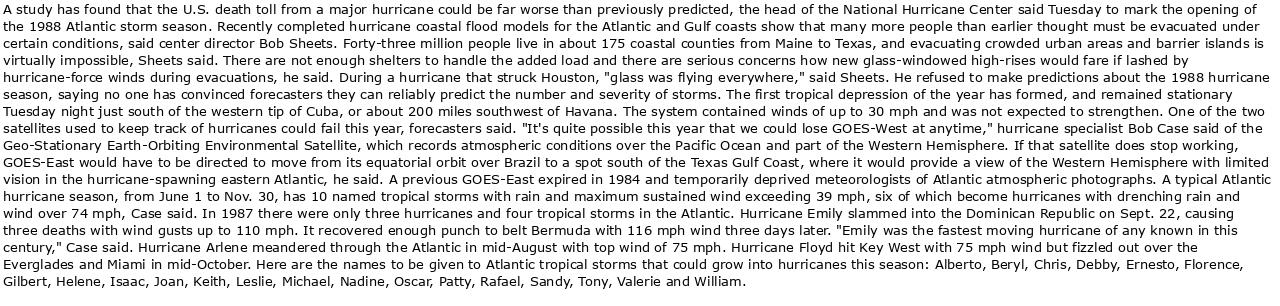 A study has found that the U.S. death toll from a major hurricane could be far worse than previously predicted, the head of the National Hurricane Center said Tuesday to mark the opening of
the 1988 Atlantic storm season. Recently completed hurricane coastal flood models for the Atlantic and Gulf coasts show that many more people than earlier thought must be evacuated under
certain conditions, said center director Bob Sheets. Forty-three million people live in about 175 coastal counties from Maine to Texas, and evacuating crowded urban areas and barrier islands is
virtually impossible, Sheets said. There are not enough shelters to handle the added load and there are serious concerns how new glass-windowed high-rises would fare if lashed by
hurricane-force winds during evacuations, he said. During a hurricane that struck Houston, "glass was flying everywhere," said Sheets. He refused to make predictions about the 1988 hurricane
season, saying no one has convinced forecasters they can reliably predict the number and severity of storms. The first tropical depression of the year has formed, and remained stationary
Tuesday night just south of the western tip of Cuba, or about 200 miles southwest of Havana. The system contained winds of up to 30 mph and was not expected to strengthen. One of the two
satellites used to keep track of hurricanes could fail this year, forecasters said. "It's quite possible this year that we could lose GOES-West at anytime," hurricane specialist Bob Case said of the
Geo-Stationary Earth-Orbiting Environmental Satellite, which records atmospheric conditions over the Pacific Ocean and part of the Western Hemisphere. If that satellite does stop working,
GOES-East would have to be directed to move from its equatorial orbit over Brazil to a spot south of the Texas Gulf Coast, where it would provide a view of the Western Hemisphere with limited
vision in the hurricane-spawning eastern Atlantic, he said. A previous GOES-East expired in 1984 and temporarily deprived meteorologists of Atlantic atmospheric photographs. A typical Atlantic
hurricane season, from June 1 to Nov. 30, has 10 named tropical storms with rain and maximum sustained wind exceeding 39 mph, six of which become hurricanes with drenching rain and
wind over 74 mph, Case said. In 1987 there were only three hurricanes and four tropical storms in the Atlantic. Hurricane Emily slammed into the Dominican Republic on Sept. 22, causing
three deaths with wind gusts up to 110 mph. It recovered enough punch to belt Bermuda with 116 mph wind three days later. "Emily was the fastest moving hurricane of any known in this
century," Case said. Hurricane Arlene meandered through the Atlantic in mid-August with top wind of 75 mph. Hurricane Floyd hit Key West with 75 mph wind but fizzled out over the
Everglades and Miami in mid-October. Here are the names to be given to Atlantic tropical storms that could grow into hurricanes this season: Alberto, Beryl, Chris, Debby, Ernesto, Florence,
Gilbert, Helene, Isaac, Joan, Keith, Leslie, Michael, Nadine, Oscar, Patty, Rafael, Sandy, Tony, Valerie and William.